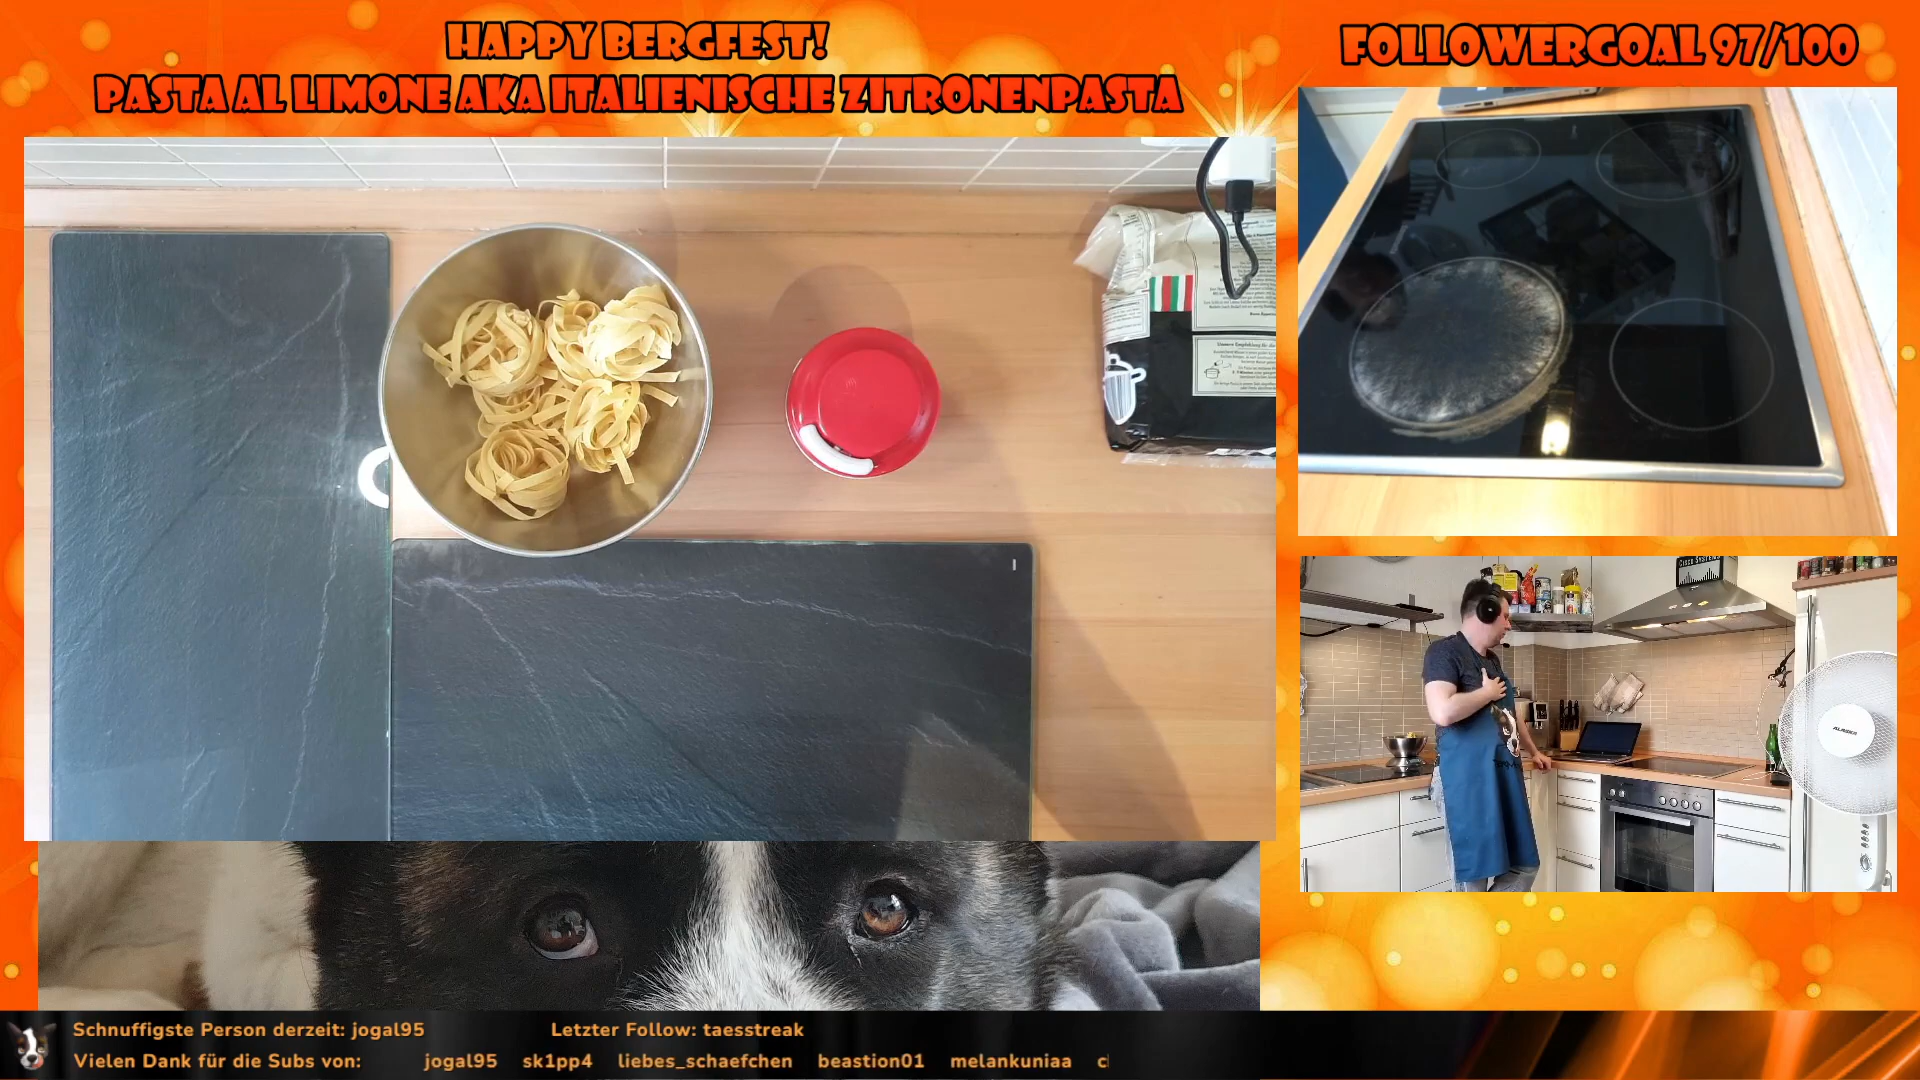 HAPPY BERGFEST!
PASTA AL LIMONE AKA ITALIENISCHE ZITRONENPASTA
FOLLOWERGOAL 97/100
Schnuffigste Person derzeit: jogal95
Letzter Follow: taesstreak
Vielen Dank für die Subs von: jogal95 sk1pp4 liebes_schaefchen beastion01 melankuniaa